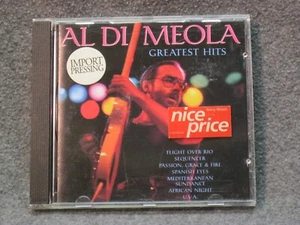 AL DI MEOLA
GREATEST HITS
IMPORT
PRESSING
nice
price
FLIGHT OVER RIO
SEQUENCER
PASSION, GRACE & FIRE
SPANISH EYES
MEDITERRANEAN
SUNDANCE
AFRICAN NIGHT
U.V.A.